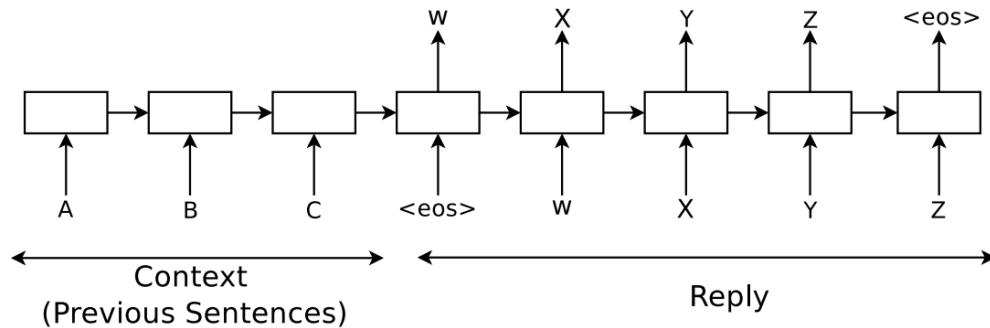 w X Y Z <eos>
A B C <eos> w X Y Z
Context
(Previous Sentences)
Reply